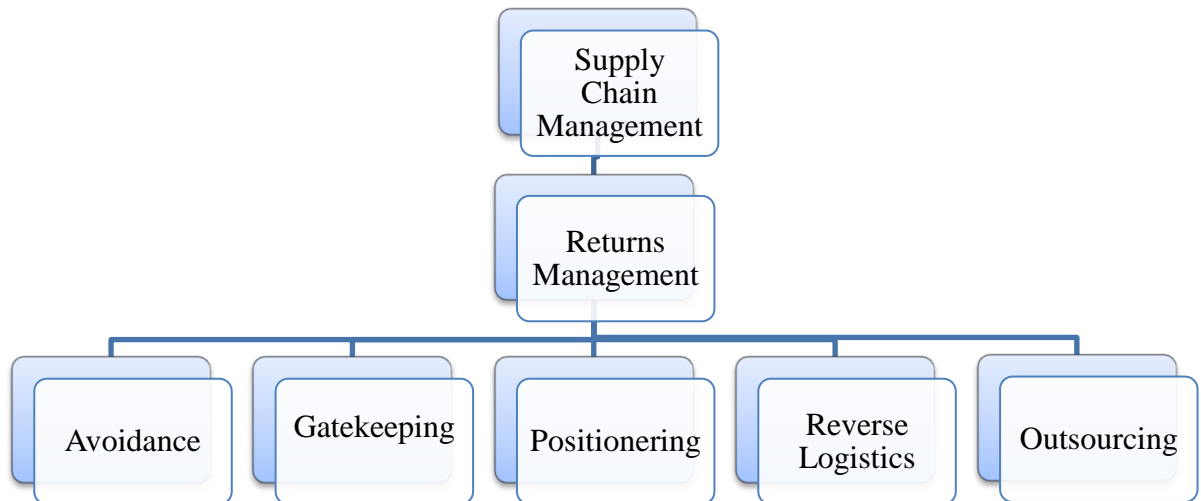 Supply
Chain
Management
Returns
Management
Avoidance
Gatekeeping
Positionering
Reverse
Logistics
Outsourcing